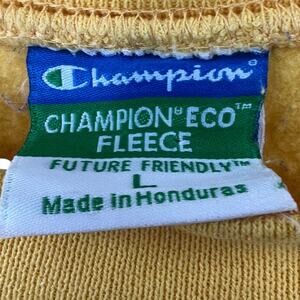 Champion
CHAMPION® ECO™
FLEECE
FUTURE FRIENDLY™
L
Made in Honduras